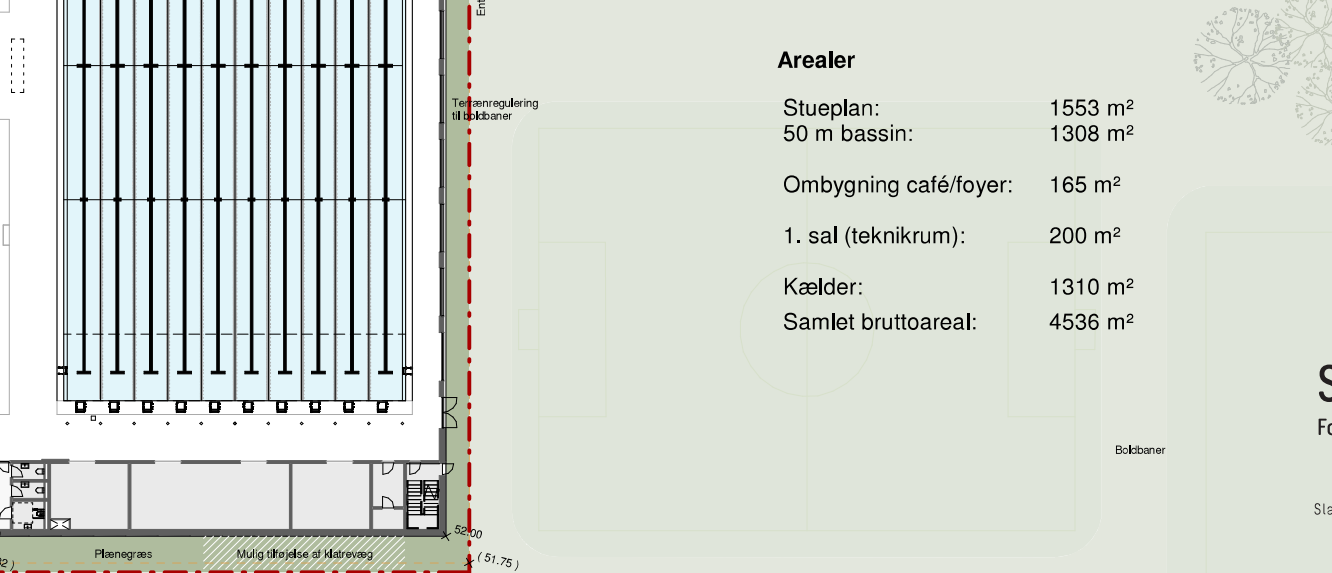 Arealer
Stueplan: 1553 m²
50 m bassin: 1308 m²
Ombygning café/foyer: 165 m²
1. sal (teknikrum): 200 m²
Kælder: 1310 m²
Samlet bruttoareal: 4536 m²
Terrænregulering
til boldbaner
Boldbaner
52.00
Plænegræs
Mulig tilføjelse af klatrevæg
( 51.75 )